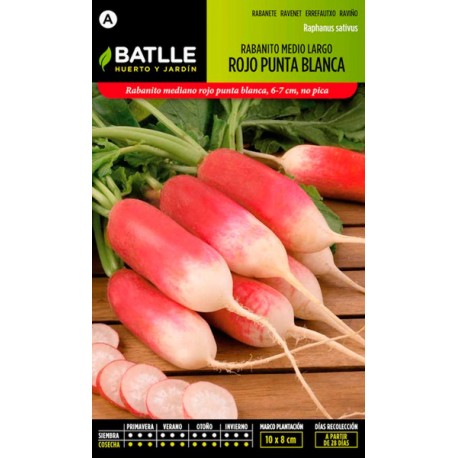 A
BATLLE
HUERTO Y JARDÍN
RABANETE RAVENET ERREFAUTXO RAVIÑO
Raphanus sativus
RABANITO MEDIO LARGO
ROJO PUNTA BLANCA
Rabanito mediano rojo punta blanca, 6-7 cm, no pica
PRIMAVERA VERANO OTOÑO INVIERNO MARCO PLANTACIÓN DÍAS RECOLECCIÓN
SIEMBRA
COSECHA
10 x 8 cm
A PARTIR
DE 28 DÍAS